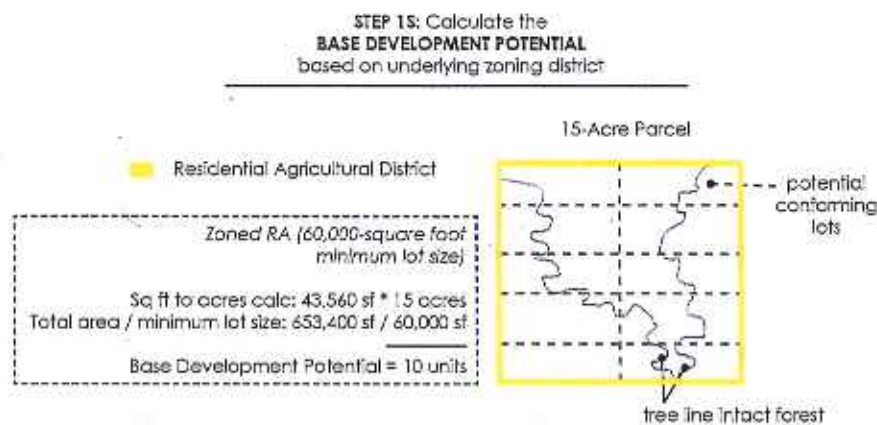 STEP 1S: Calculate the
BASE DEVELOPMENT POTENTIAL
based on underlying zoning district
15-Acre Parcel
Residential Agricultural District
potential
conforming
lots
Zoned RA (60,000-square foot
minimum lot size)
Sq ft to acres calc: 43,560 sf * 15 acres
Total area / minimum lot size: 653,400 sf / 60,000 sf
Base Development Potential = 10 units
tree line intact forest